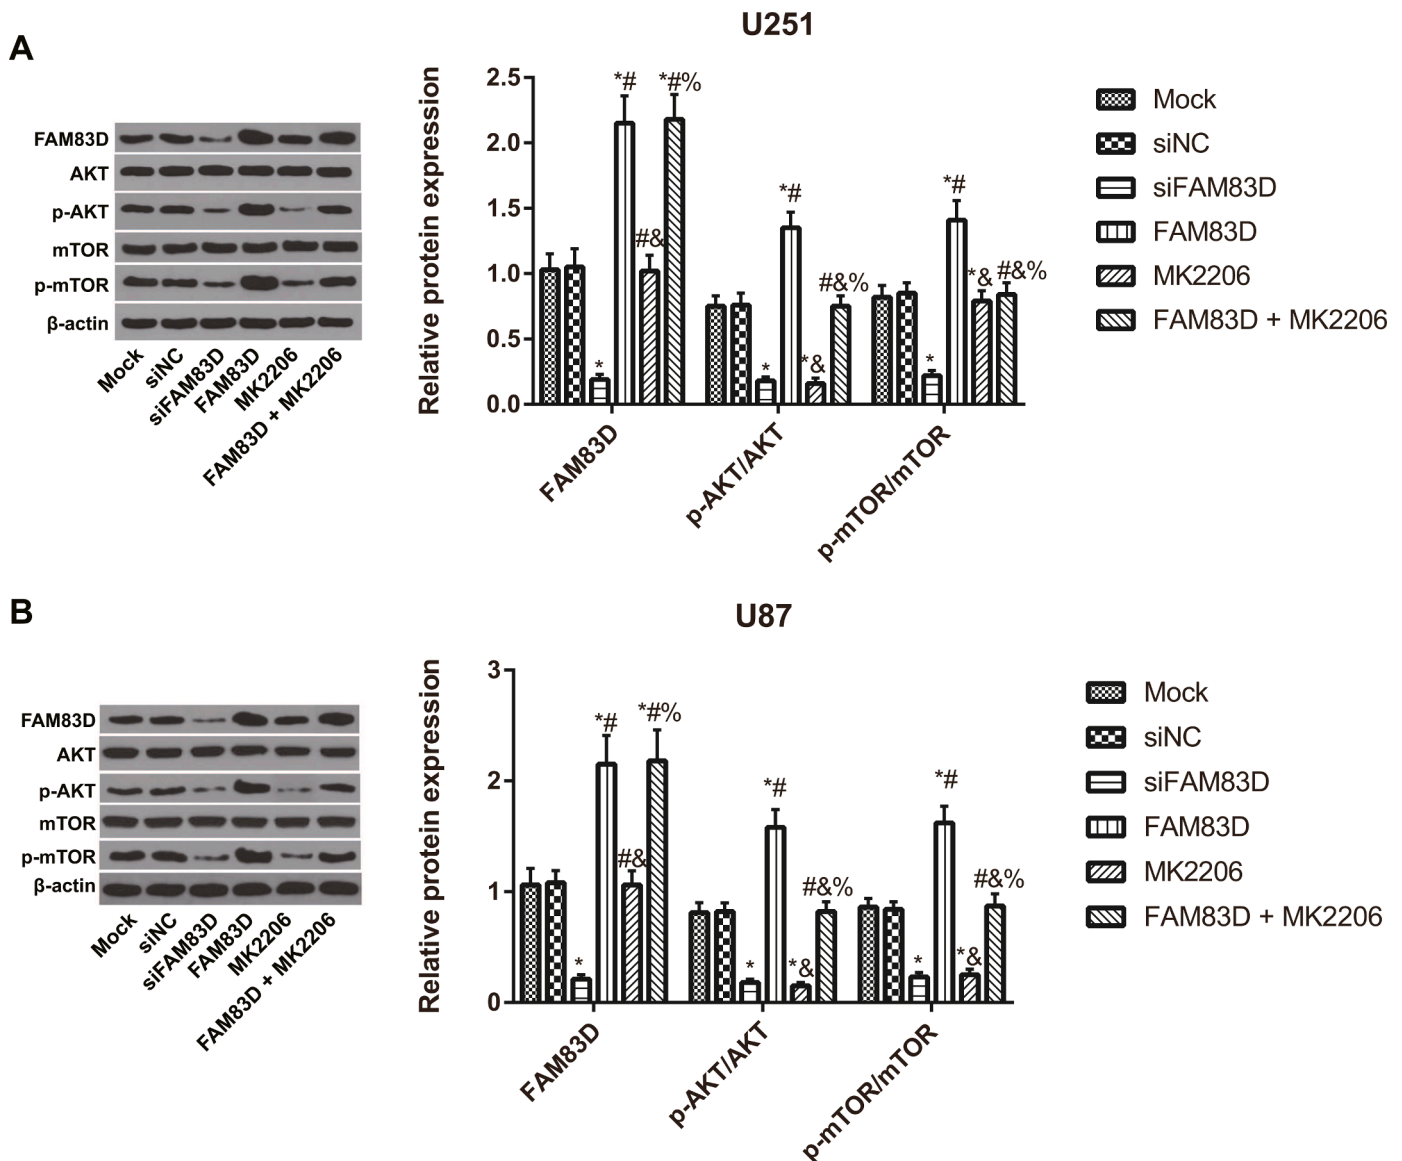 U251
A
FAM83D
AKT
p-AKT
mTOR
p-mTOR
β-actin
Mock
siNC
siFAM83D
FAM83D
MK2206
FAM83D + MK2206
Relative protein expression
2.5
2.0
1.5
1.0
0.5
0.0
*
*#
#&
*#%
*
*#
*&
#&%
*
*#
*&
#&%
FAM83D
p-AKT/AKT
p-mTOR/mTOR
Mock
siNC
siFAM83D
FAM83D
MK2206
FAM83D + MK2206
B
U87
FAM83D
AKT
p-AKT
mTOR
p-mTOR
β-actin
Mock
siNC
siFAM83D
FAM83D
MK2206
FAM83D + MK2206
Relative protein expression
3
2
1
0
*
*#
#&
*#%
*
*#
*&
#&%
*
*#
*&
#&%
FAM83D
p-AKT/AKT
p-mTOR/mTOR
Mock
siNC
siFAM83D
FAM83D
MK2206
FAM83D + MK2206